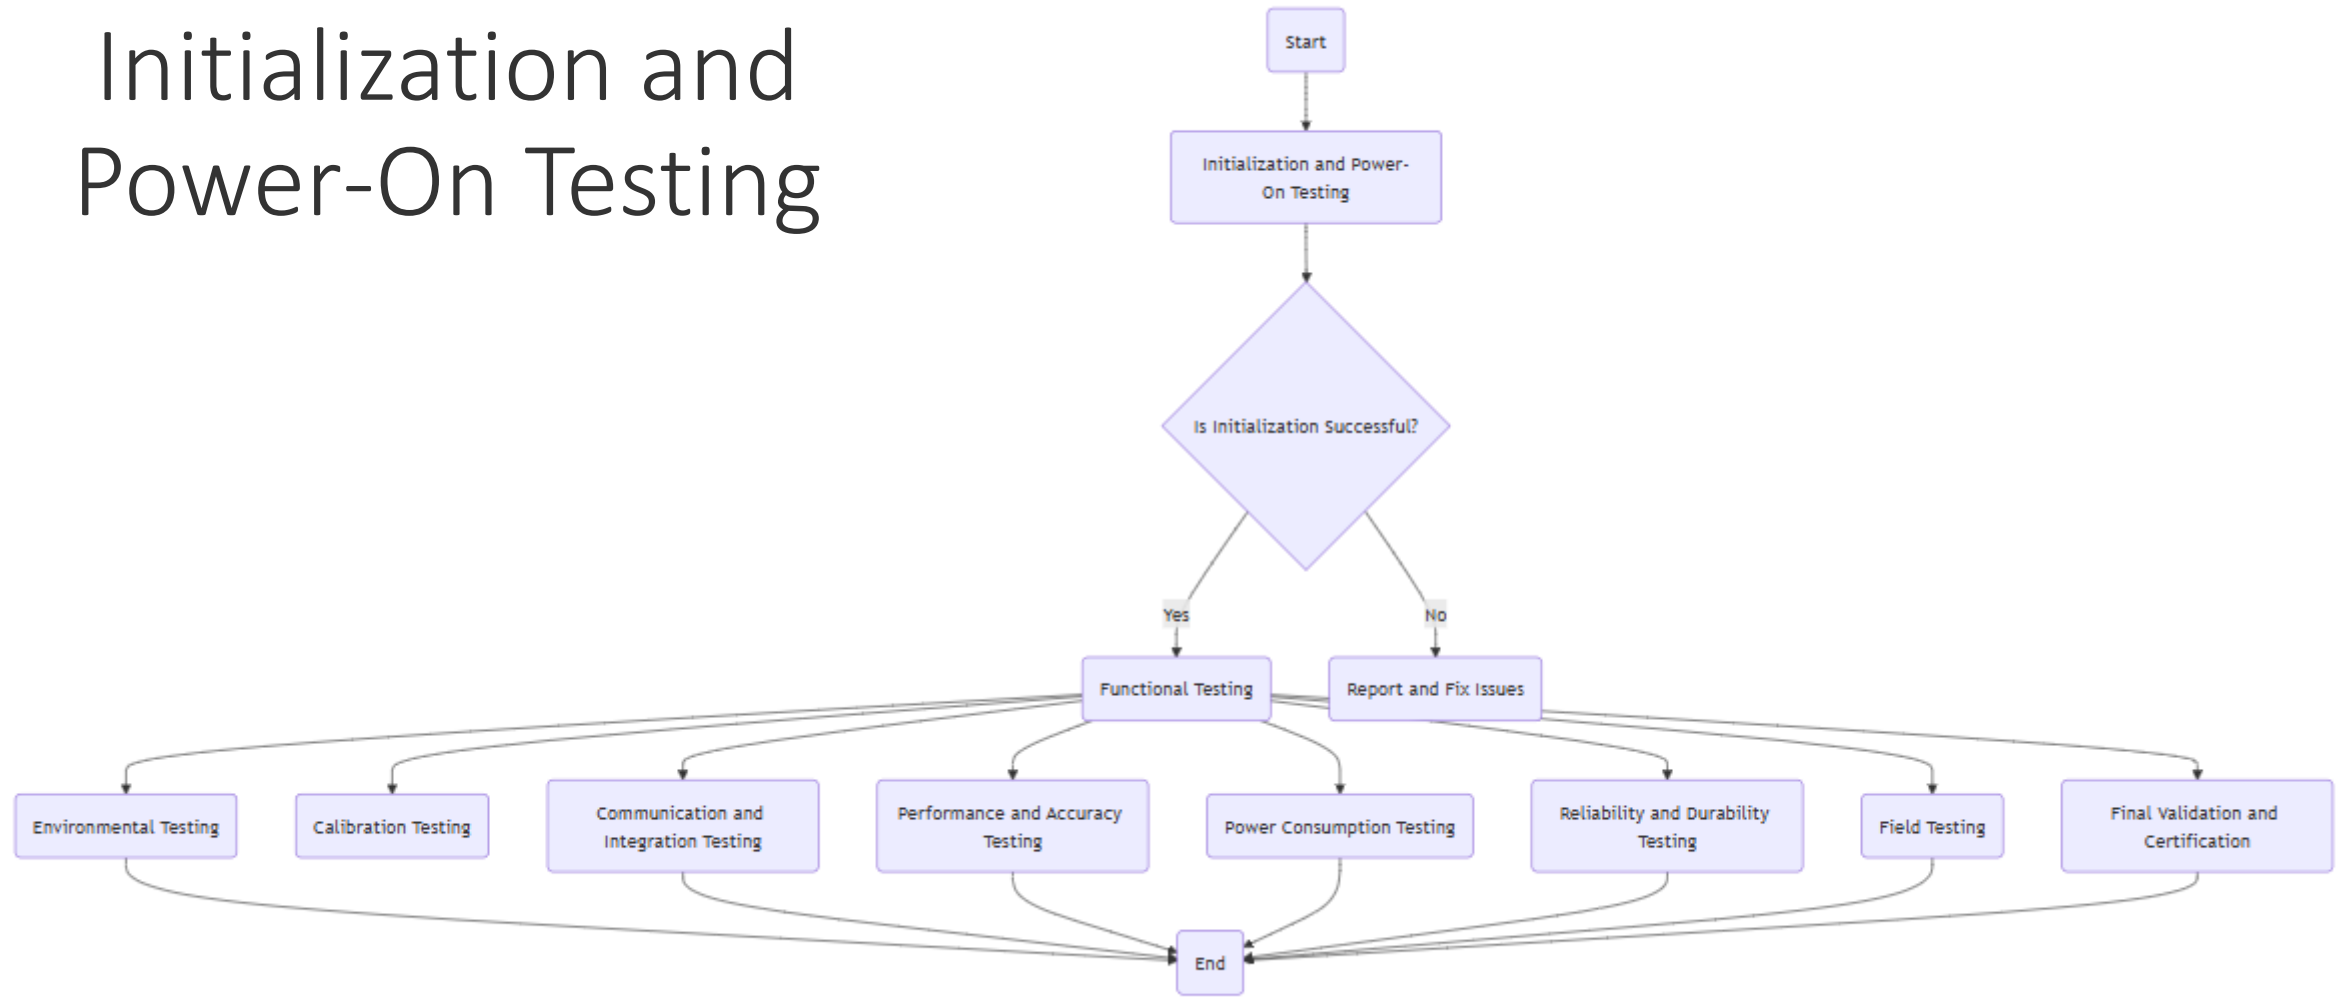 Initialization and
Power-On Testing
Start
Initialization and Power-
On Testing
Is Initialization Successful?
Yes
No
Functional Testing
Report and Fix Issues
Environmental Testing
Calibration Testing
Communication and
Integration Testing
Performance and Accuracy
Testing
Power Consumption Testing
Reliability and Durability
Testing
Field Testing
Final Validation and
Certification
End